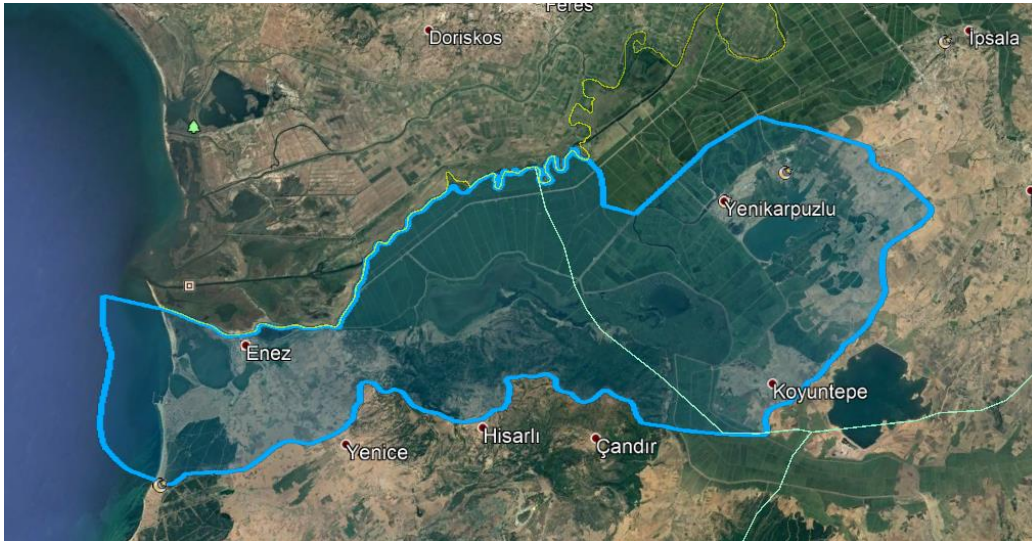 Feres
Doriskos
İpsala
Yenikarpuzlu
Enez
Koyuntepe
Hisarlı
Çandır
Yenice